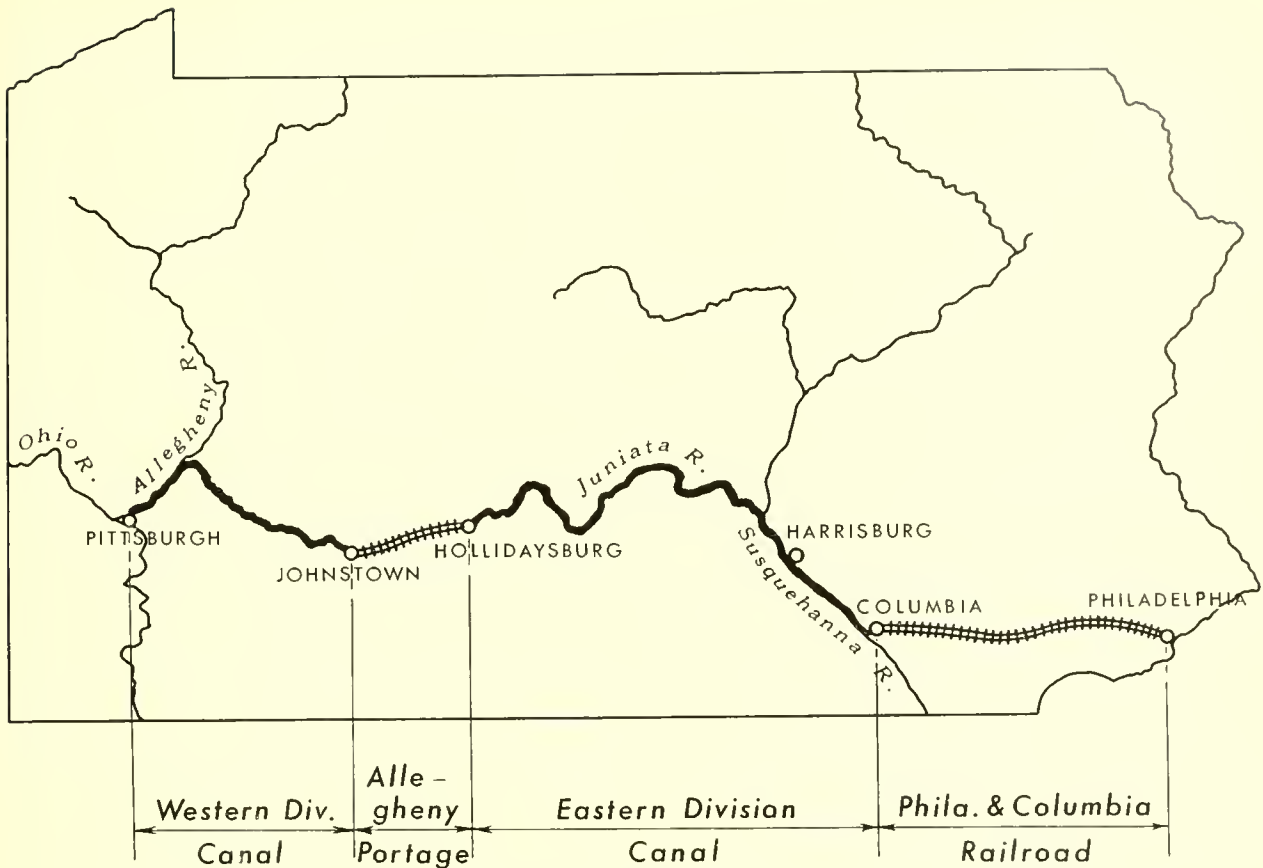 Ohio R.
Allegheny R.
PITTSBURGH
JOHNSTOWN
HOLLIDAYSBURG
Juniata R.
HARRISBURG
Susquehanna R.
COLUMBIA
PHILADELPHIA
Western Div.
Canal
Alle-
gheny
Portage
Eastern Division
Canal
Phila. & Columbia
Railroad